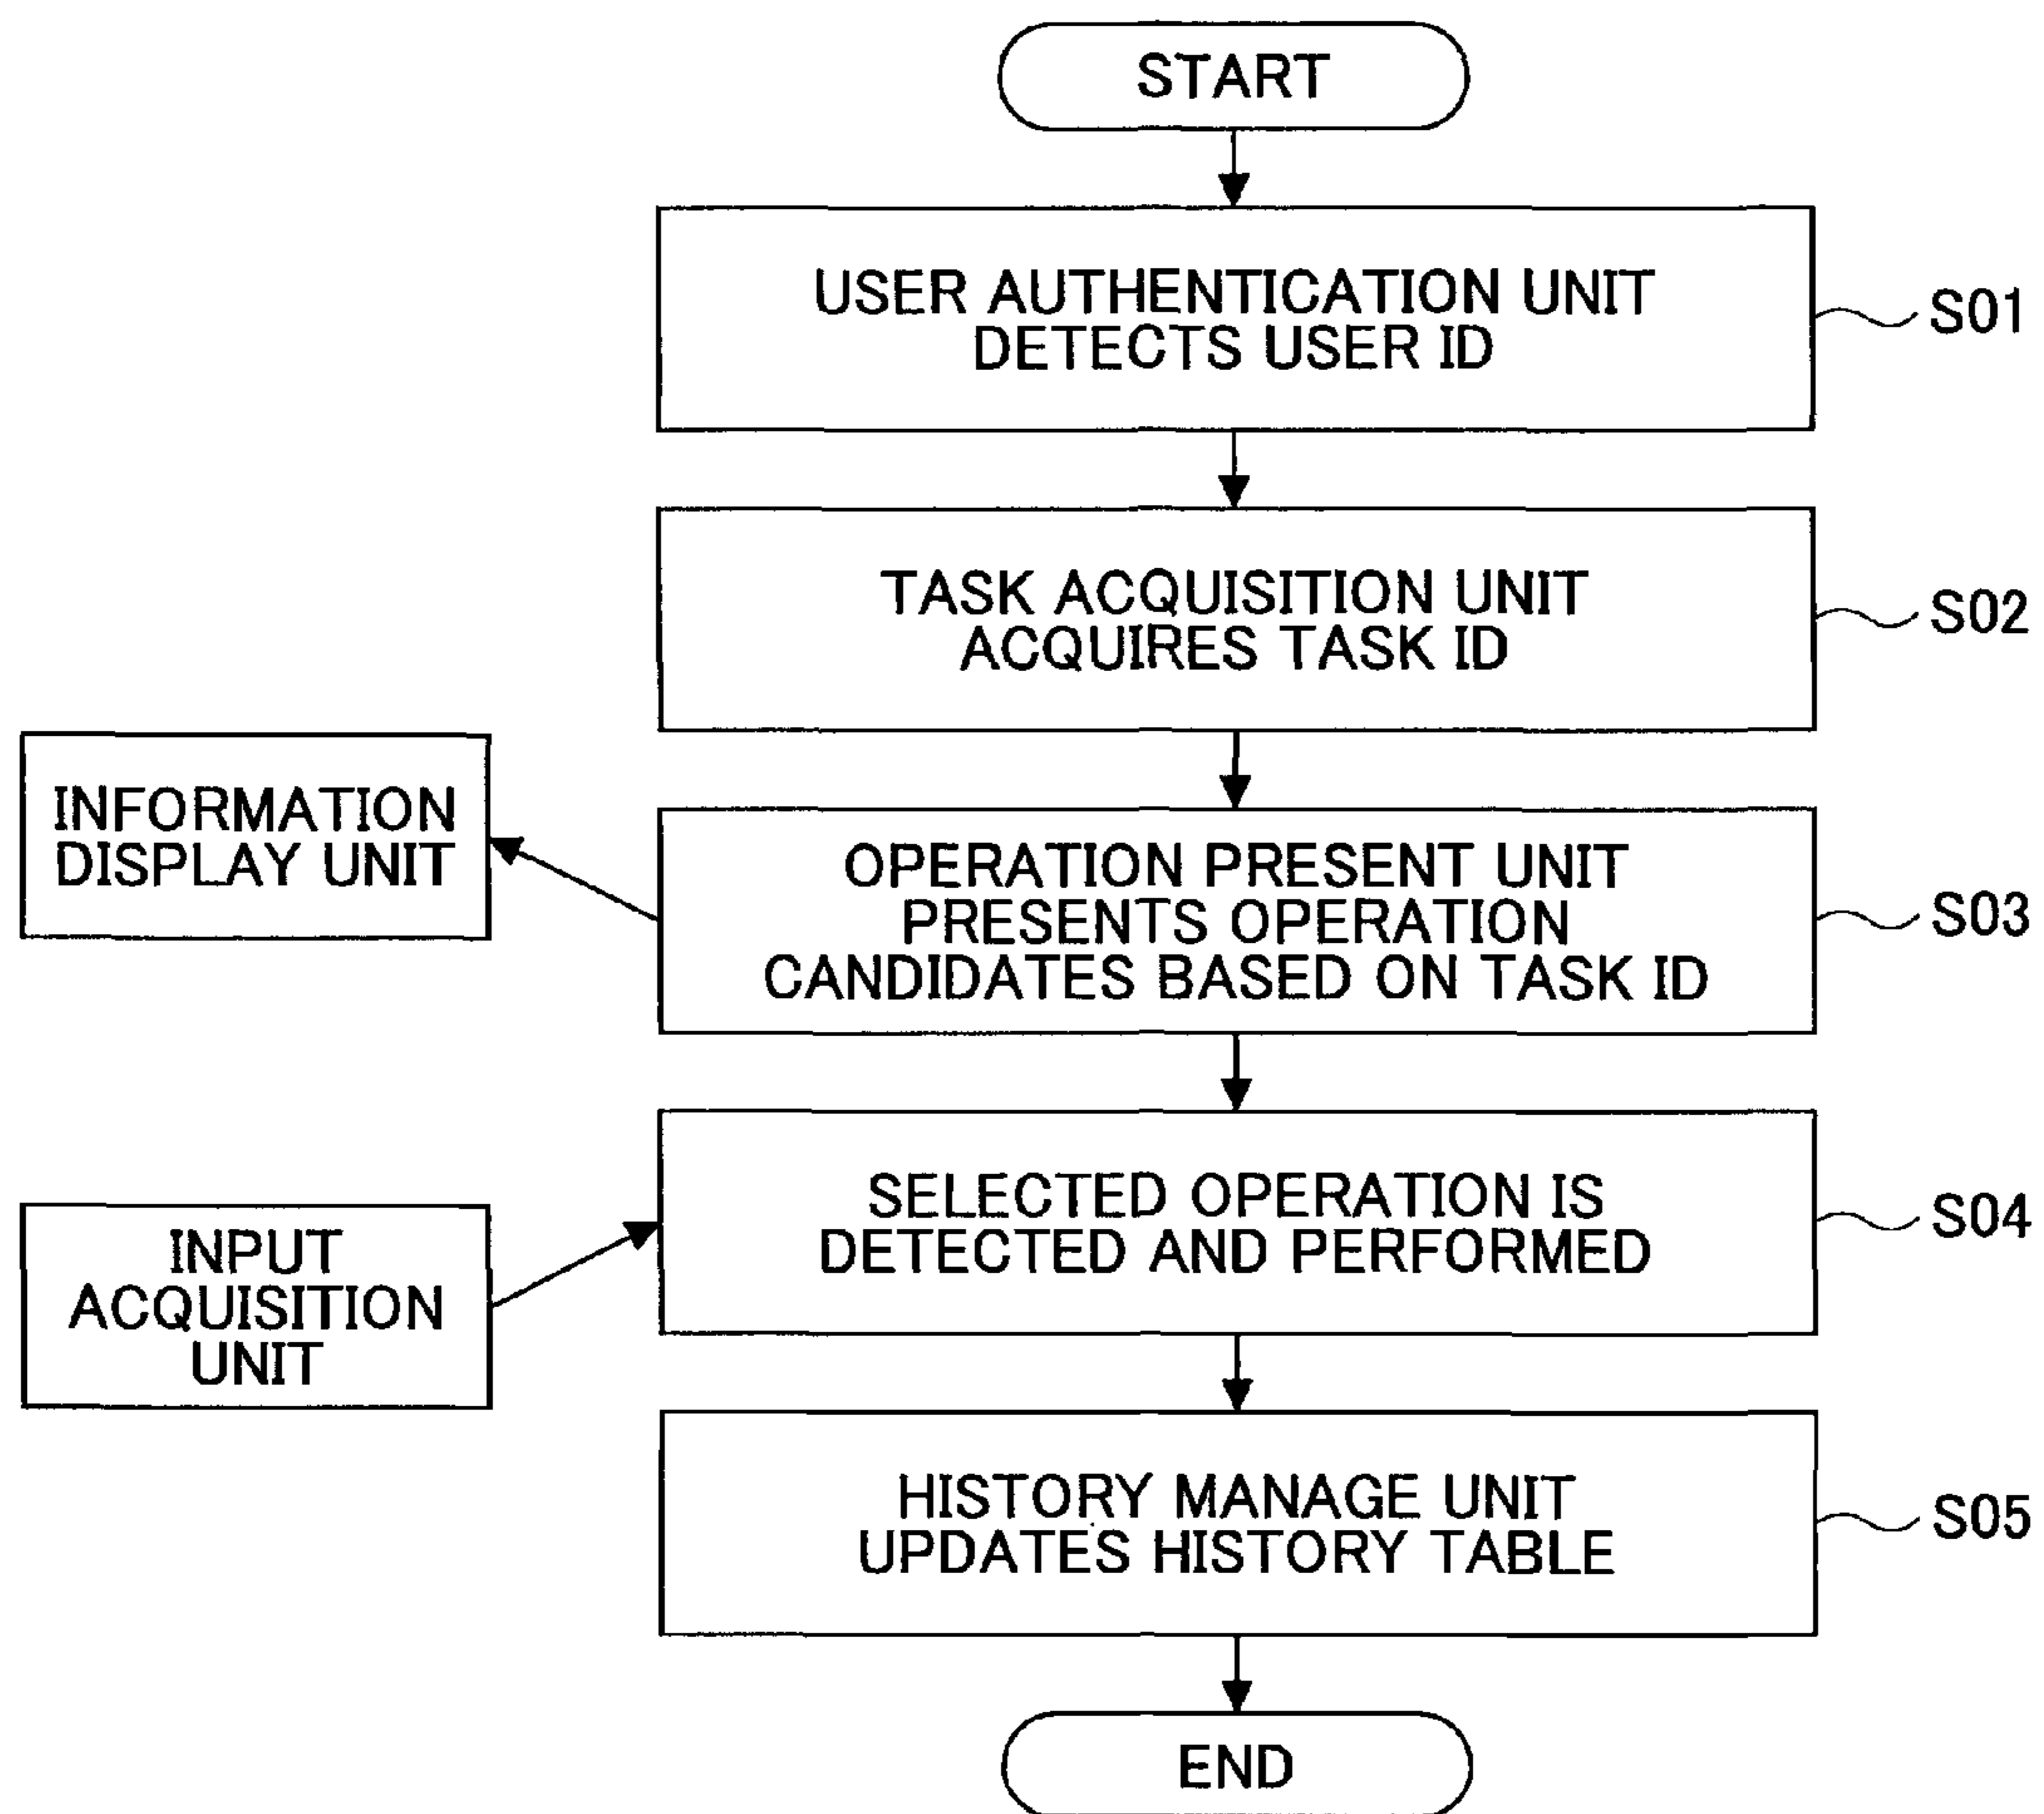 START
USER AUTHENTICATION UNIT
DETECTS USER ID
S01
TASK ACQUISITION UNIT
ACQUIRES TASK ID
S02
INFORMATION
DISPLAY UNIT
OPERATION PRESENT UNIT
PRESENTS OPERATION
CANDIDATES BASED ON TASK ID
S03
INPUT
ACQUISITION
UNIT
SELECTED OPERATION IS
DETECTED AND PERFORMED
S04
HISTORY MANAGE UNIT
UPDATES HISTORY TABLE
S05
END